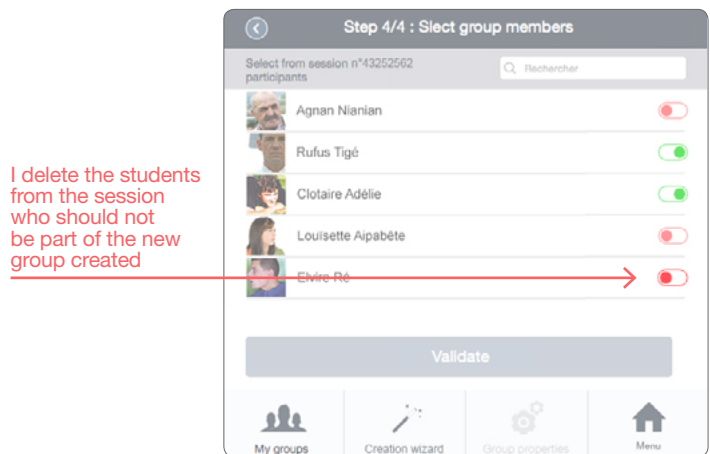 Step 4/4 : Slect group members
Select from session n°43252562
participants
Rechercher
Agnan Nianian
Rufus Tigé
Clotaire Adélie
Louisette Aipabête
Elvire Ré
I delete the students
from the session
who should not
be part of the new
group created
Validate
My groups
Creation wizard
Group properties
Menu